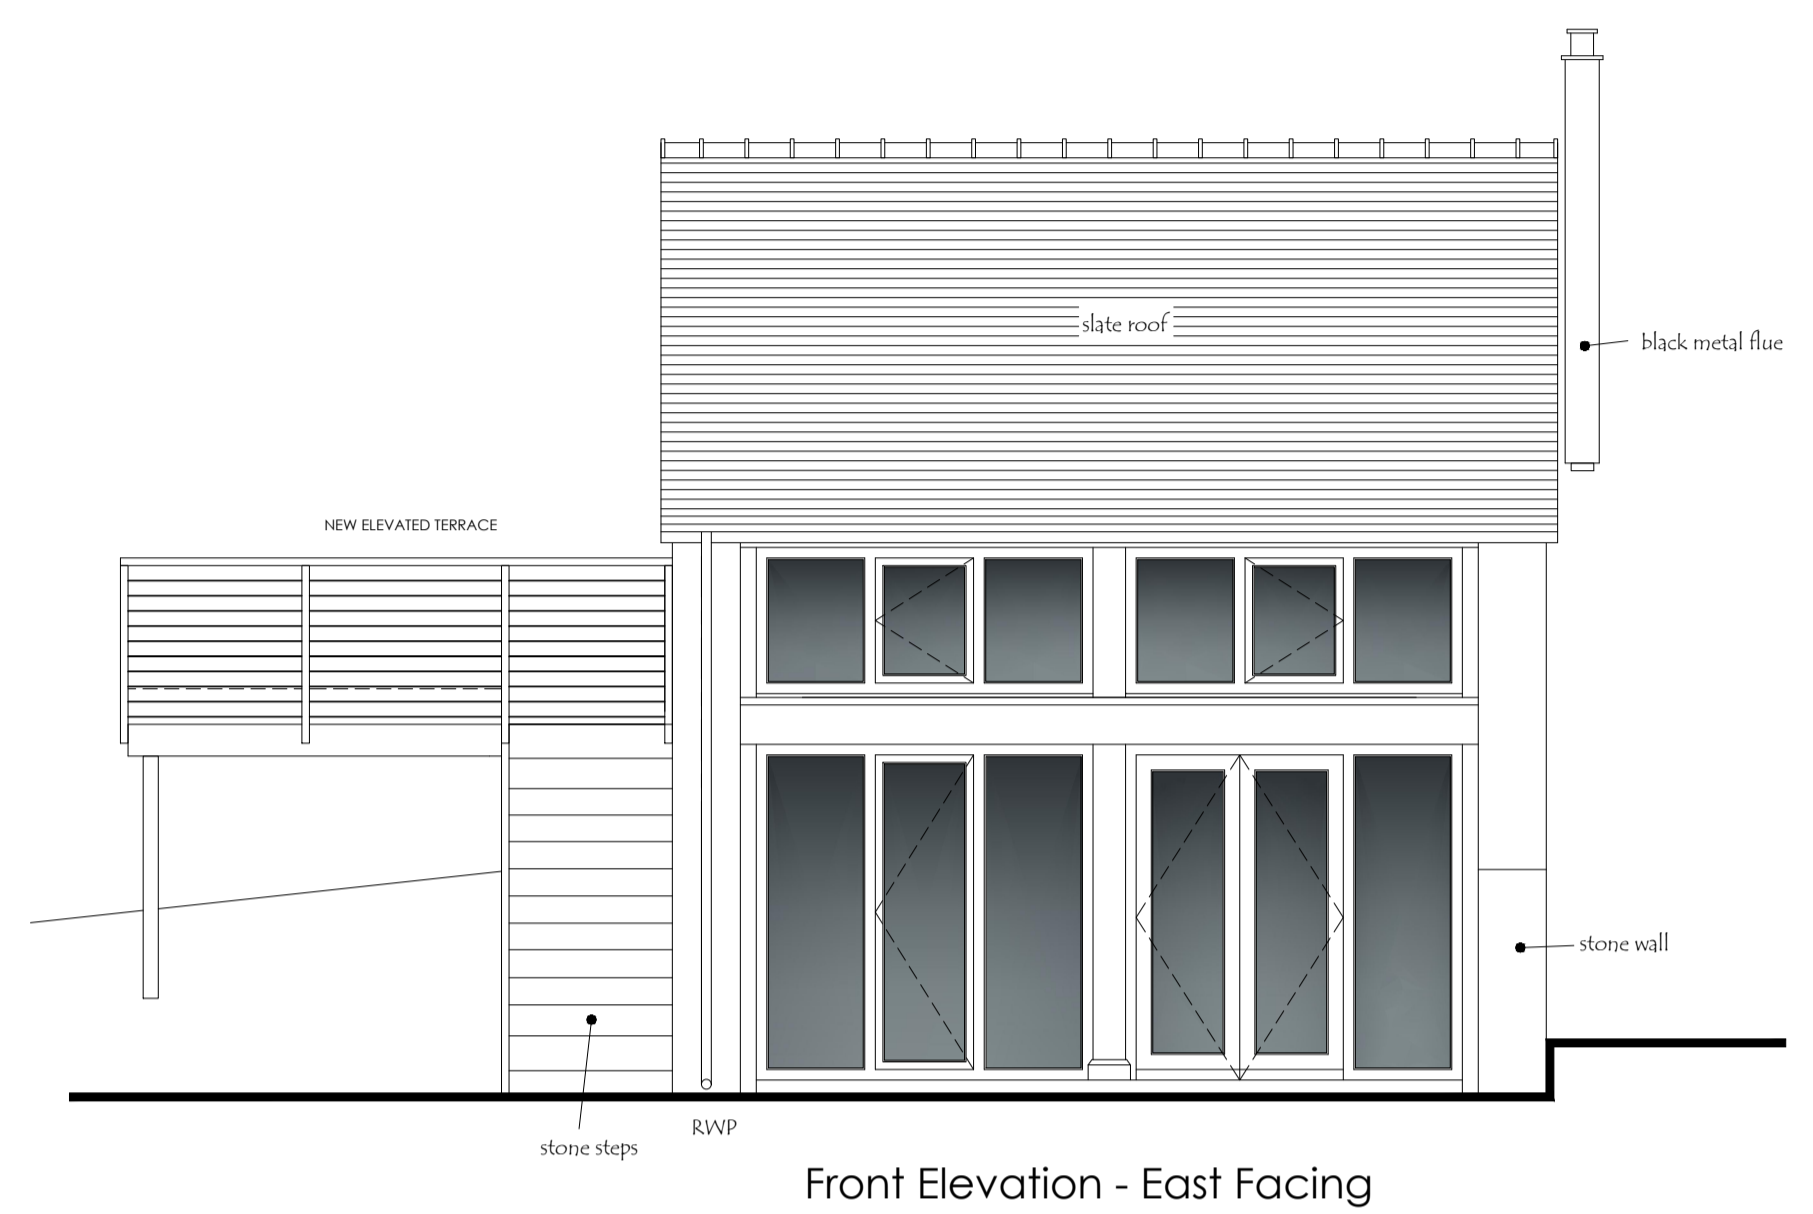 slate roof
black metal flue
NEW ELEVATED TERRACE
stone wall
stone steps
RWP
Front Elevation - East Facing